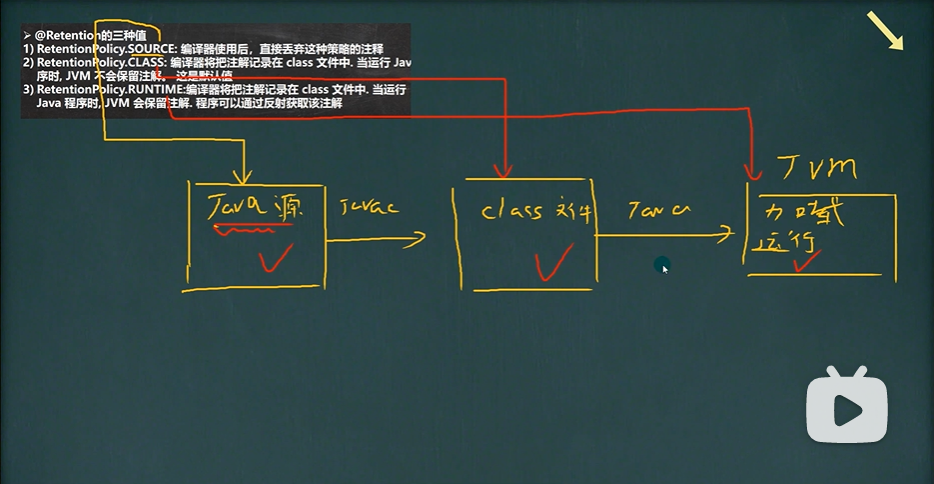 ➢ @Retention的三种值
1) RetentionPolicy.SOURCE: 编译器使用后，直接丢弃这种策略的注释
2) RetentionPolicy.CLASS: 编译器将把注解记录在 class 文件中. 当运行 Jav
序时, JVM 不会保留注解。 这是默认值
3) RetentionPolicy.RUNTIME:编译器将把注解记录在 class 文件中. 当运行
Java 程序时, JVM 会保留注解. 程序可以通过反射获取该注解
JVM
Java 源
Javac
class 文件
Java
加载
运行